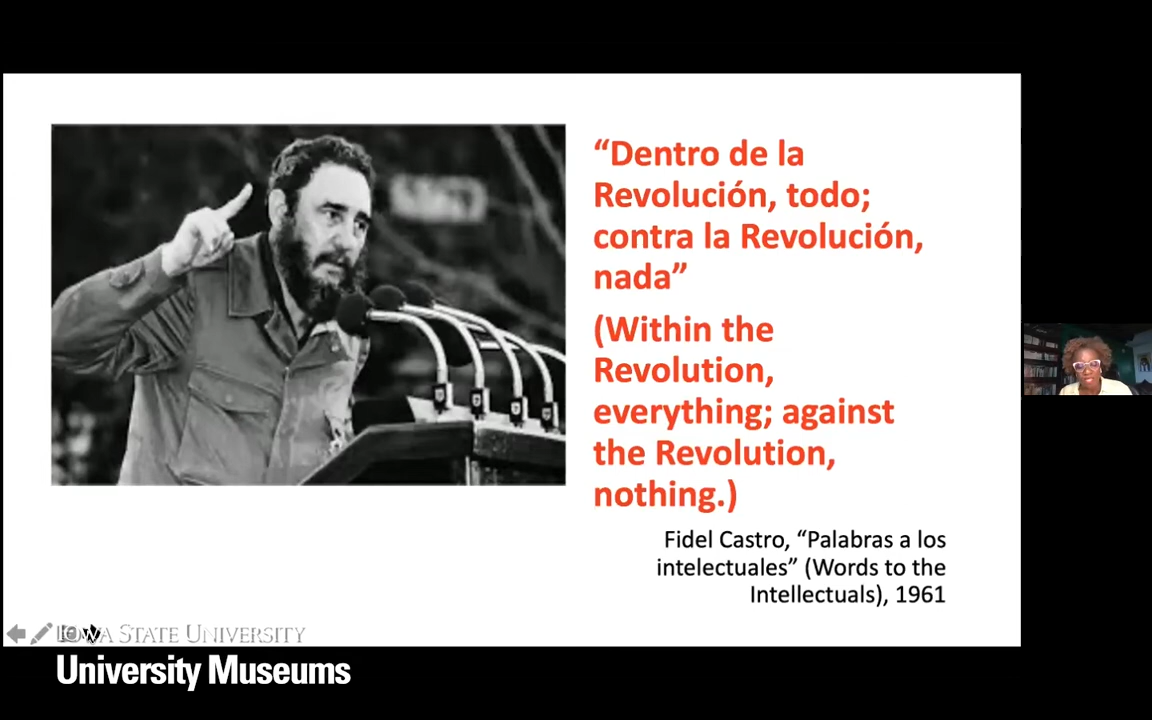 “Dentro de la
Revolución, todo;
contra la Revolución,
nada”
(Within the
Revolution,
everything; against
the Revolution,
nothing.)
Fidel Castro, “Palabras a los
intelectuales” (Words to the
Intellectuals), 1961
IOWA STATE UNIVERSITY
University Museums